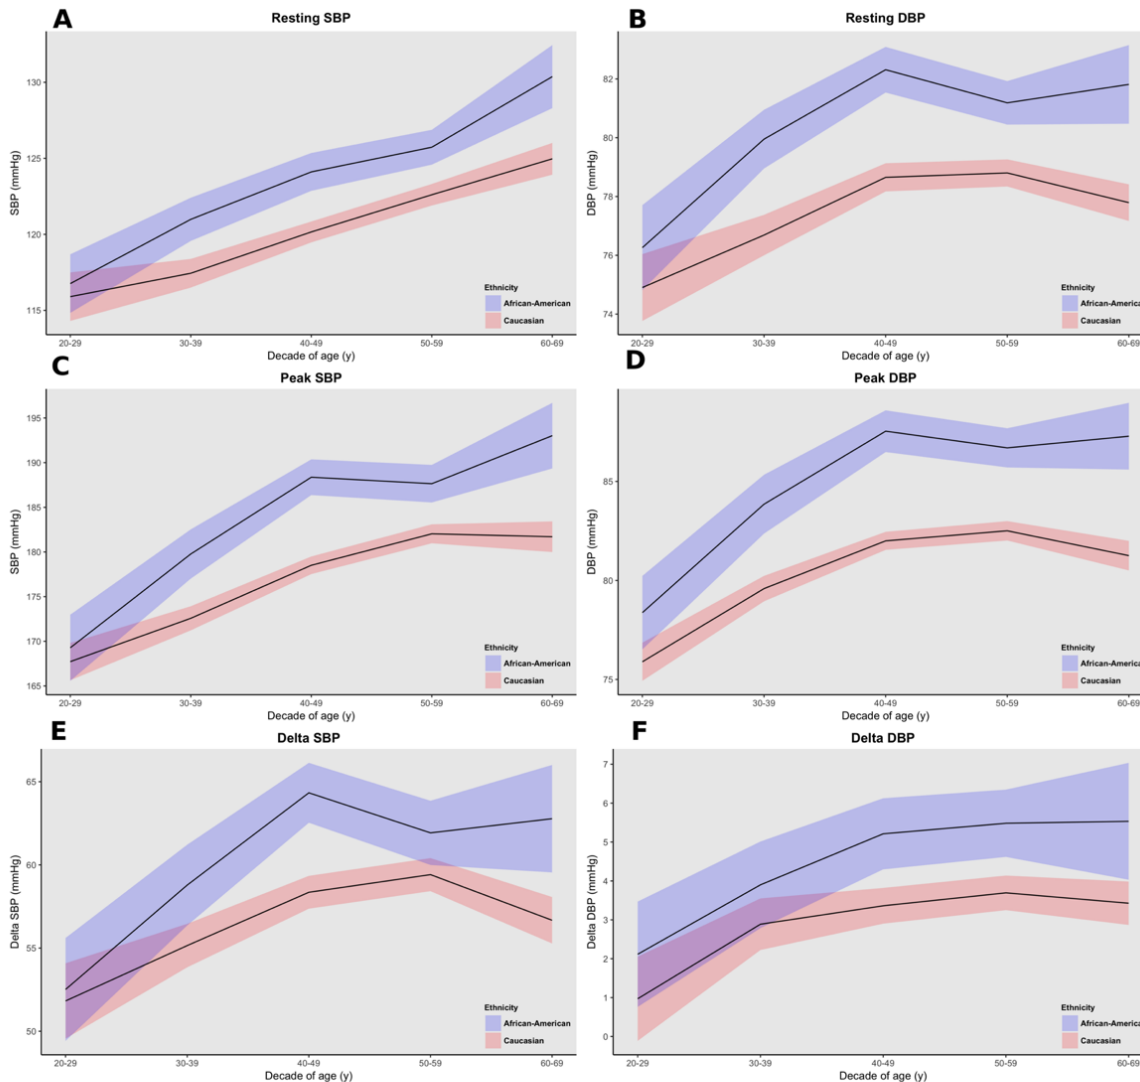 A
Resting SBP
SBP (mmHg)
130
125
120
115
20-29
30-39
40-49
50-59
60-69
Decade of age (y)
Ethnicity
African-American
Caucasian
B
Resting DBP
DBP (mmHg)
82
80
78
76
74
20-29
30-39
40-49
50-59
60-69
Decade of age (y)
Ethnicity
African-America
Caucasian
C
Peak SBP
SBP (mmHg)
195
190
185
180
175
170
165
20-29
30-39
40-49
50-59
60-69
Decade of age (y)
Ethnicity
African-American
Caucasian
D
Peak DBP
DBP (mmHg)
85
80
75
20-29
30-39
40-49
50-59
60-69
Decade of age (y)
Ethnicity
African-America
Caucasian
E
Delta SBP
Delta SBP (mmHg)
65
60
55
50
20-29
30-39
40-49
50-59
60-69
Decade of age (y)
Ethnicity
African-American
Caucasian
F
Delta DBP
Delta DBP (mmHg)
7
6
5
4
3
2
1
0
20-29
30-39
40-49
50-59
60-69
Decade of age (y)
Ethnicity
African-America
Caucasian